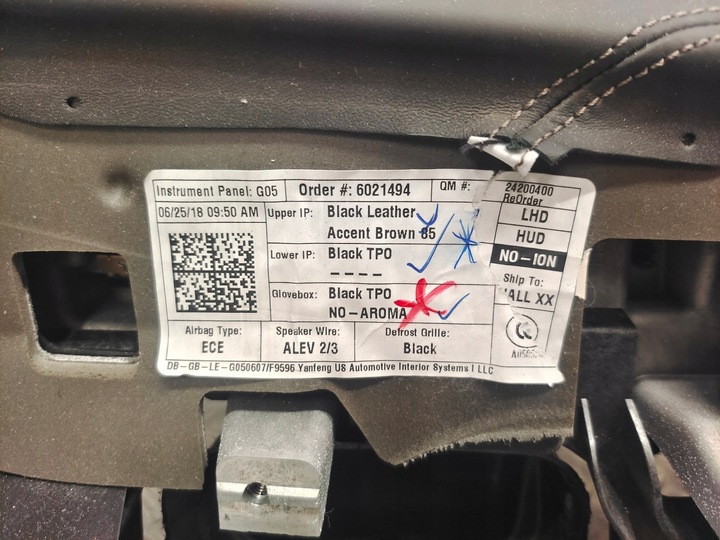 Instrument Panel: G05
Order #: 6021494
QM #:
24200400
ReOrder
06/25/18 09:50 AM
Upper IP: Black Leather
Accent Brown 85
LHD
HUD
Lower IP: Black TPO
----
NO-ION
Ship To:
HALL XX
Glovebox: Black TPO
NO-AROMA
Airbag Type:
ECE
Speaker Wire:
ALEV 2/3
Defrost Grille:
Black
DB-GB-LE-G050607/F9596 Yanfeng US Automotive Interior Systems I LLC